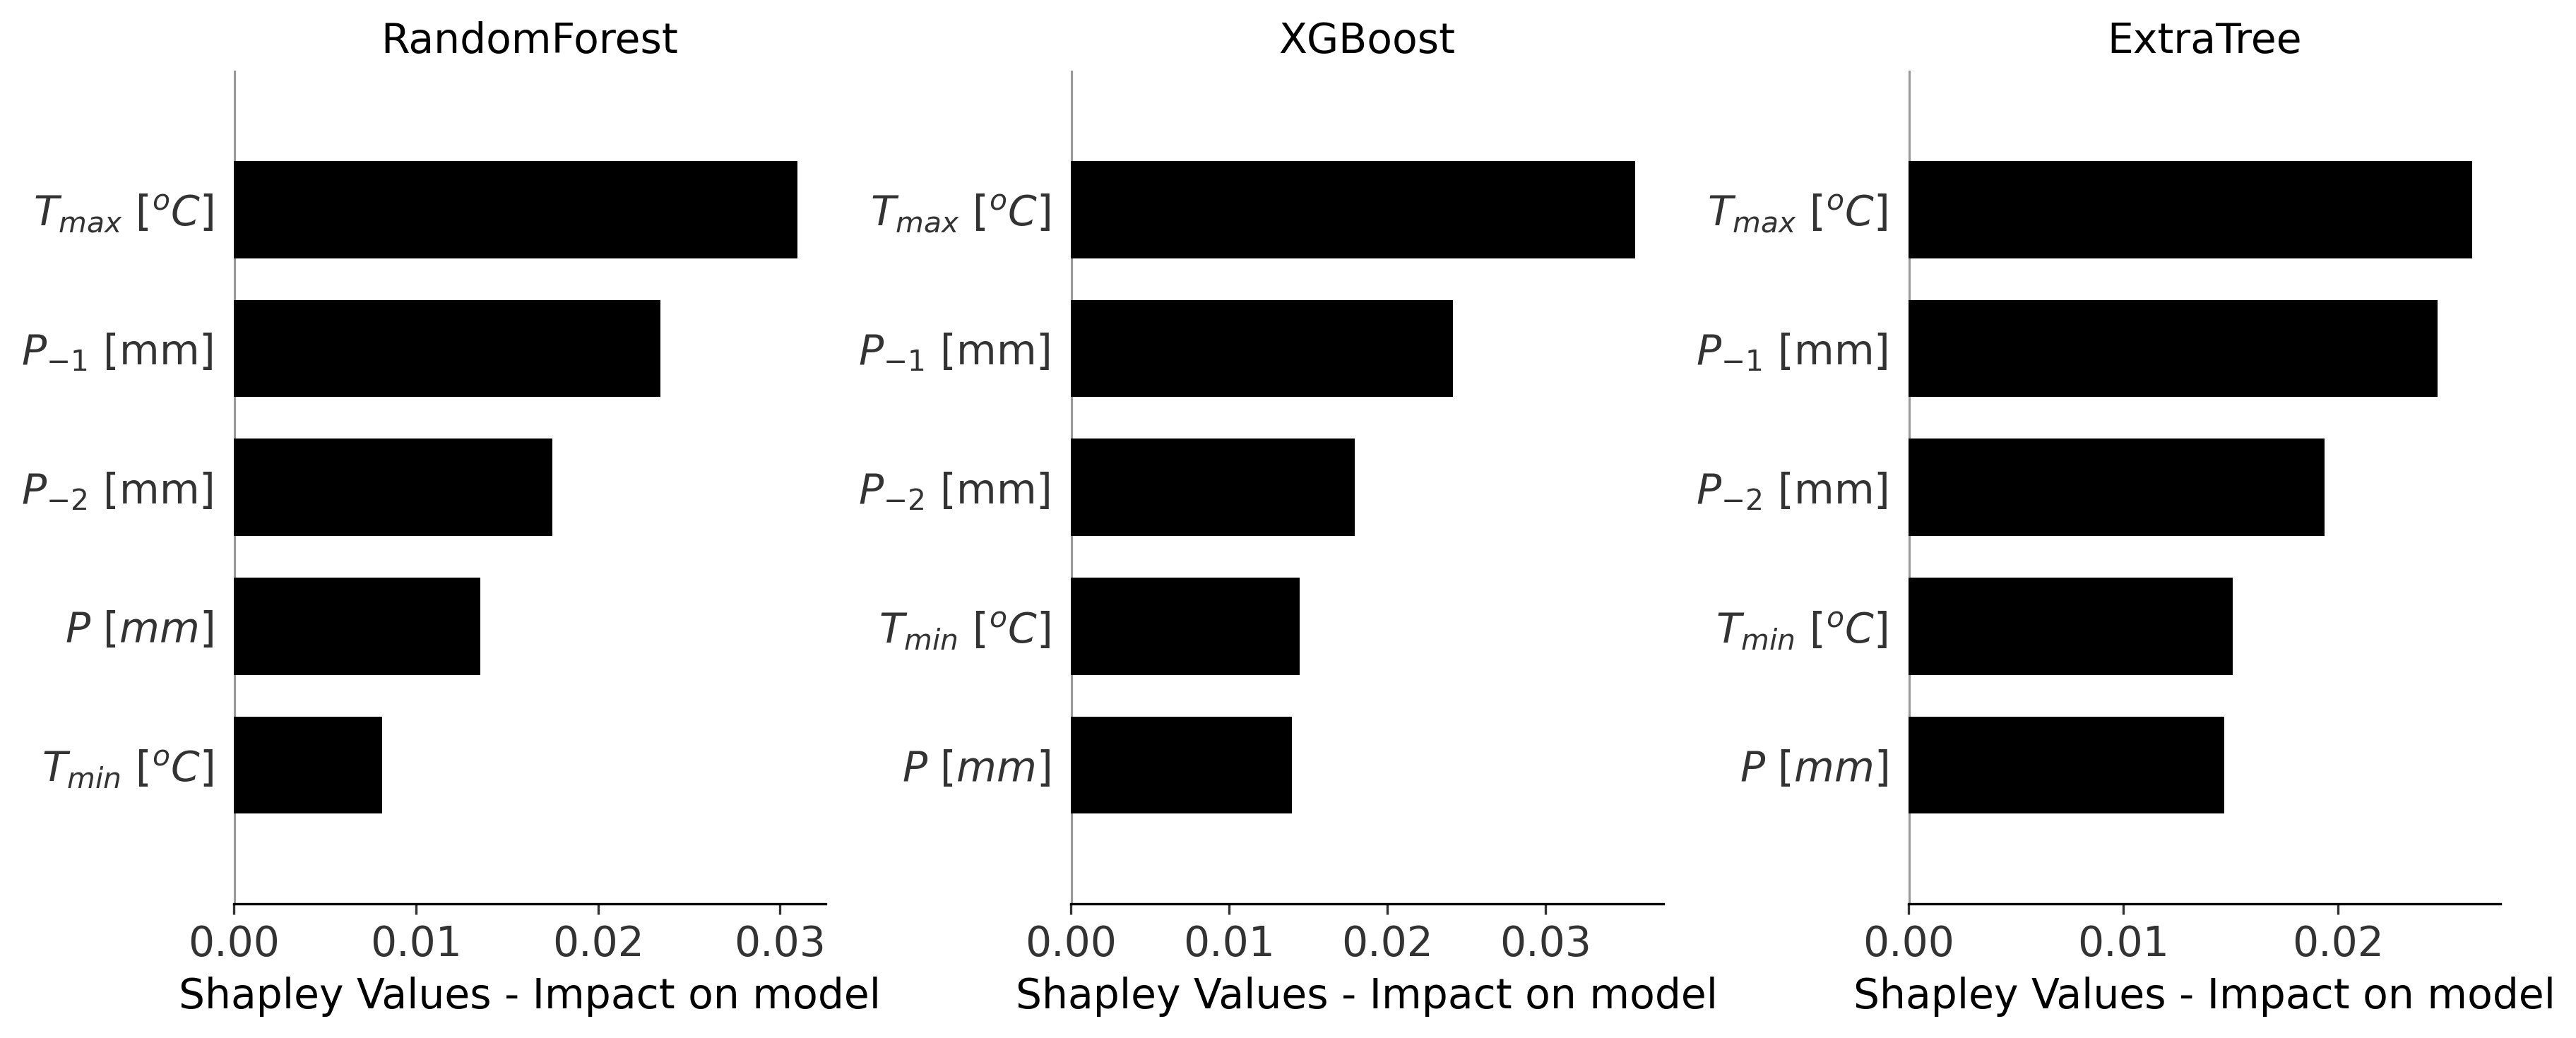 RandomForest
T_max [°C]
P_−1 [mm]
P_−2 [mm]
P [mm]
T_min [°C]
0.00 0.01 0.02 0.03
Shapley Values - Impact on model
XGBoost
T_max [°C]
P_−1 [mm]
P_−2 [mm]
T_min [°C]
P [mm]
0.00 0.01 0.02 0.03
Shapley Values - Impact on model
ExtraTree
T_max [°C]
P_−1 [mm]
P_−2 [mm]
T_min [°C]
P [mm]
0.00 0.01 0.02
Shapley Values - Impact on model